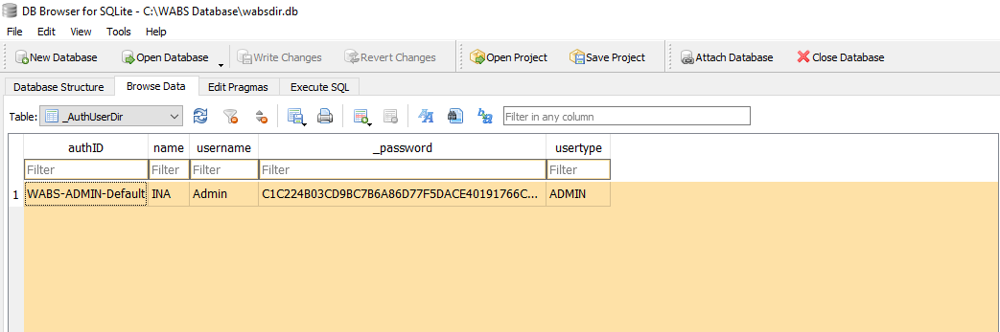 DB Browser for SQLite - C:\WABS Database\wabsdir.db
File Edit View Tools Help
New Database Open Database Write Changes Revert Changes Open Project Save Project Attach Database Close Database
Database Structure Browse Data Edit Pragmas Execute SQL
Table: _AuthUserDir Filter in any column
authID name username _password usertype
Filter Filter Filter Filter Filter
1 WABS-ADMIN-Default INA Admin C1C224B03CD9BC7B6A86D77F5DACE40191766C... ADMIN